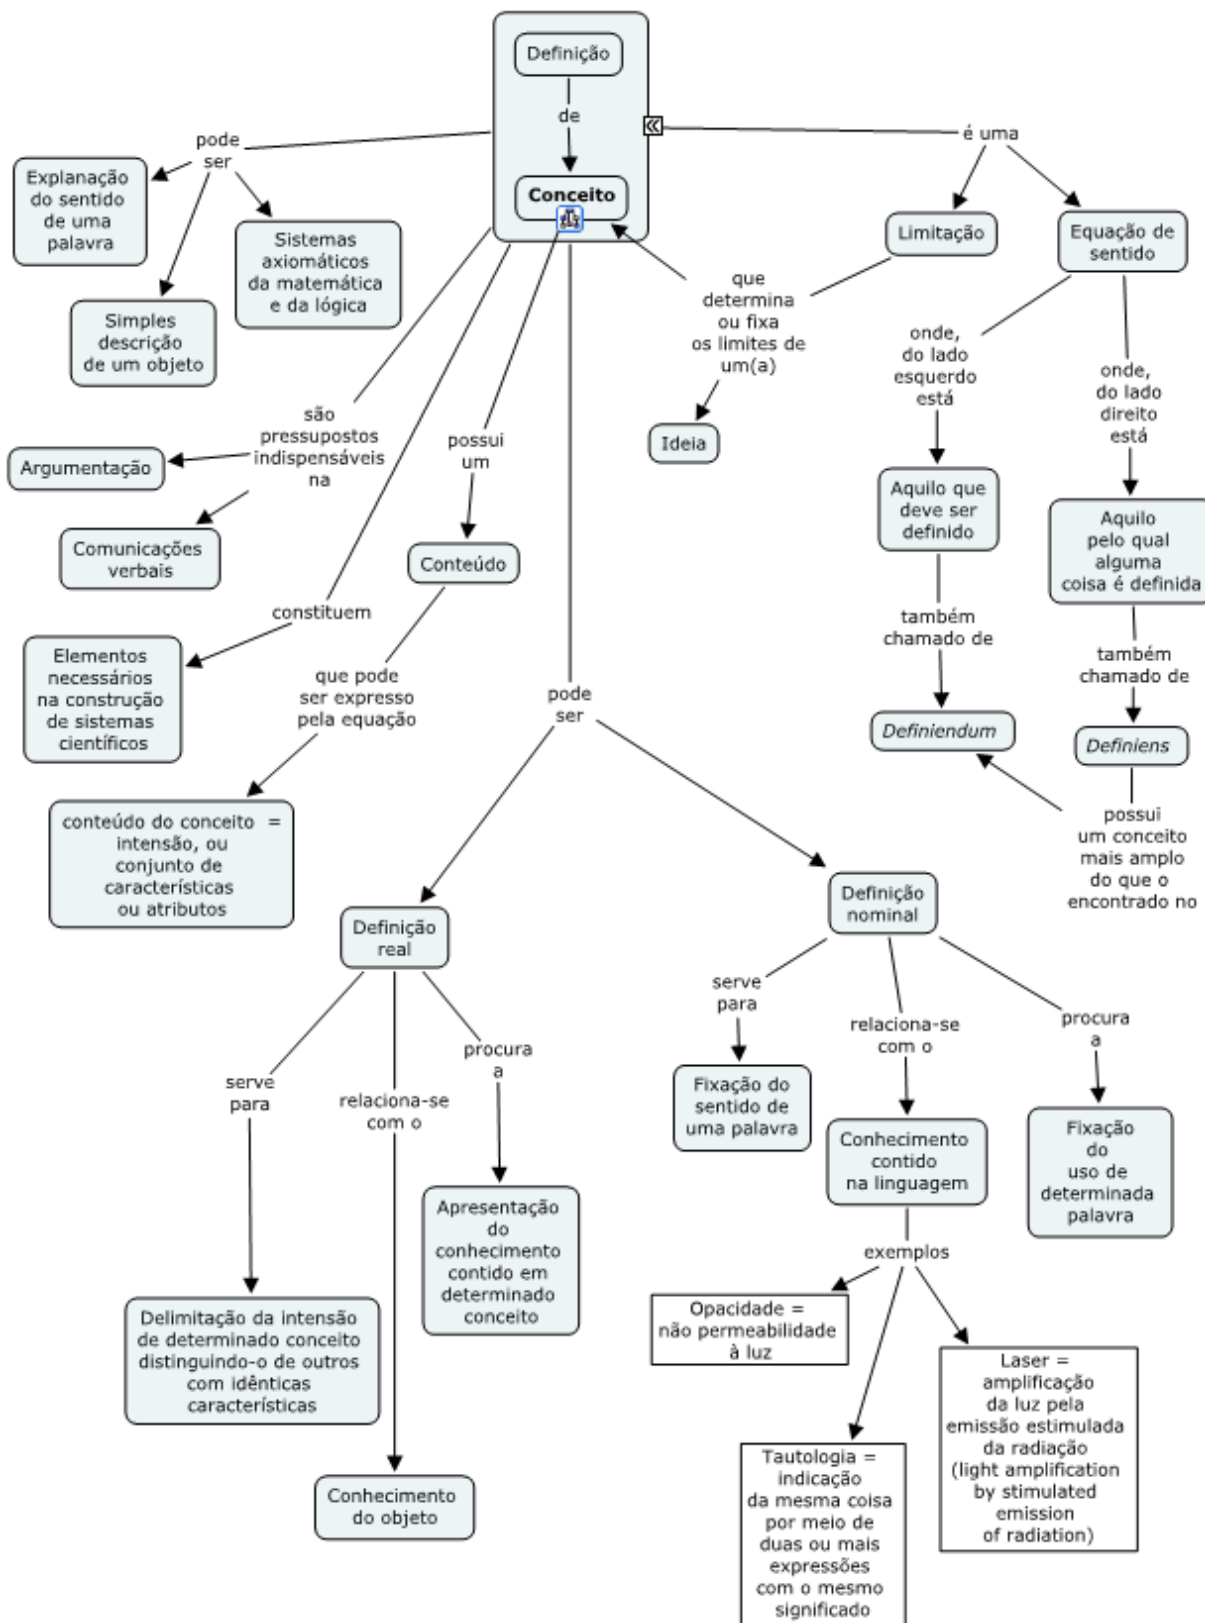 Definição
de
Conceito
pode
ser
Explanação
do sentido
de uma
palavra
Simples
descrição
de um objeto
Sistemas
axiomáticos
da matemática
e da lógica
é uma
Limitação
Equação de
sentido
que
determina
ou fixa
os limites de
um(a)
Ideia
onde,
do lado
esquerdo
está
onde,
do lado
direito
está
Aquilo que
deve ser
definido
Aquilo
pelo qual
alguma
coisa é definida
também
chamado de
também
chamado de
Definiendum
Definiens
possui
um conceito
mais amplo
do que o
encontrado no
são
pressupostos
indispensáveis
na
Argumentação
Comunicações
verbais
constituem
Elementos
necessários
na construção
de sistemas
científicos
possui
um
Conteúdo
que pode
ser expresso
pela equação
conteúdo do conceito =
intensão, ou
conjunto de
características
ou atributos
pode
ser
Definição
real
serve
para
Delimitação da intensão
de determinado conceito
distinguindo-o de outros
com idênticas
características
relaciona-se
com o
Conhecimento
do objeto
procura
a
Apresentação
do
conhecimento
contido em
determinado
conceito
Definição
nominal
serve
para
Fixação do
sentido de
uma palavra
relaciona-se
com o
Conhecimento
contido
na linguagem
procura
a
Fixação
do
uso de
determinada
palavra
exemplos
Opacidade =
não permeabilidade
à luz
Tautologia =
indicação
da mesma coisa
por meio de
duas ou mais
expressões
com o mesmo
significado
Laser =
amplificação
da luz pela
emissão estimulada
da radiação
(light amplification
by stimulated
emission
of radiation)